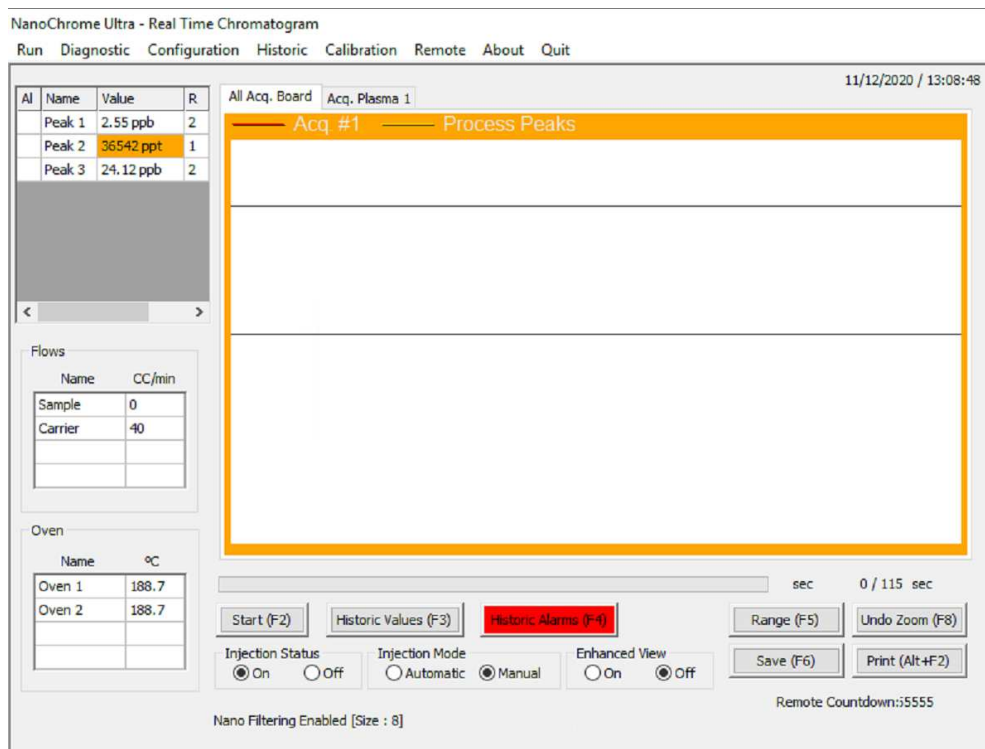 NanoChrome Ultra - Real Time Chromatogram
Run Diagnostic Configuration Historic Calibration Remote About Quit
11/12/2020 / 13:08:48
Al Name Value R
Peak 1 2.55 ppb 2
Peak 2 36542 ppt 1
Peak 3 24.12 ppb 2
All Acq. Board Acq. Plasma 1
Acq. #1 Process Peaks
Flows
Name CC/min
Sample 0
Carrier 40
Oven
Name ºC
Oven 1 188.7
Oven 2 188.7
sec 0 / 115 sec
Start (F2) Historic Values (F3) Historic Alarms (F4) Range (F5) Undo Zoom (F8)
Injection Status Injection Mode Enhanced View
On Off Automatic Manual On Off
Save (F6) Print (Alt+F2)
Remote Countdown:55555
Nano Filtering Enabled [Size : 8]